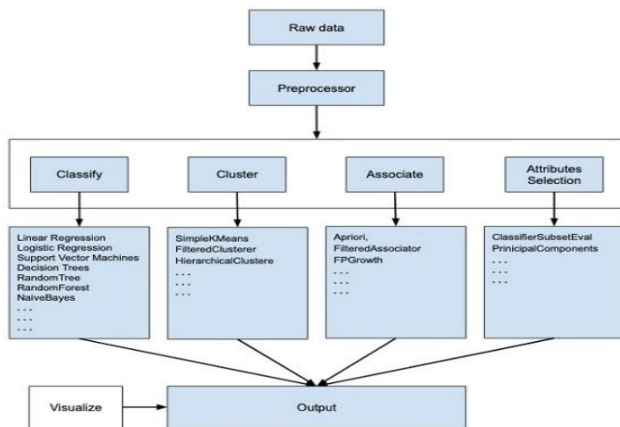 Raw data
Preprocessor
Classify
Cluster
Associate
Attributes
Selection
Linear Regression
Logistic Regression
Support Vector Machines
Decision Trees
RandomTree
RandomForest
NaiveBayes
. . .
. . .
. . .
SimpleKMeans
FilteredClusterer
HierarchicalClustere
. . .
. . .
. . .
Apriori,
FilteredAssociator
FPGrowth
. . .
. . .
. . .
ClassifierSubsetEval
PrinicipalComponents
. . .
. . .
. . .
Visualize
Output